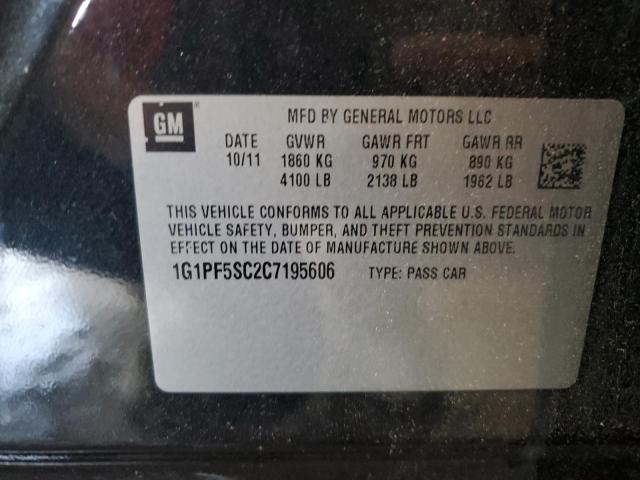 GM
MFD BY GENERAL MOTORS LLC
DATE GVWR GAWR FRT GAWR RR
10/11 1860 KG 970 KG 890 KG
4100 LB 2138 LB 1962 LB
THIS VEHICLE CONFORMS TO ALL APPLICABLE U.S. FEDERAL MOTOR
VEHICLE SAFETY, BUMPER, AND THEFT PREVENTION STANDARDS IN
EFFECT ON THE DATE OF MANUFACTURE SHOWN ABOVE.
1G1PF5SC2C7195606 TYPE: PASS CAR